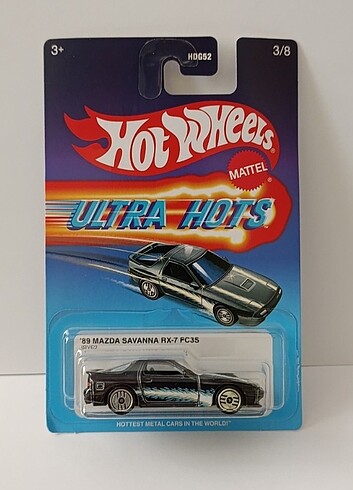 3+
HDG52
3/8
Hot Wheels
MATTEL
ULTRA HOTS
'89 MAZDA SAVANNA RX-7 FC3S
HOTTEST METAL CARS IN THE WORLD!